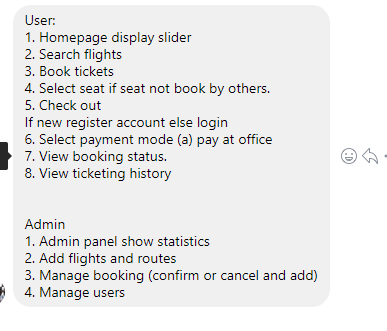 User:
1. Homepage display slider
2. Search flights
3. Book tickets
4. Select seat if seat not book by others.
5. Check out
If new register account else login
6. Select payment mode (a) pay at office
7. View booking status.
8. View ticketing history
Admin
1. Admin panel show statistics
2. Add flights and routes
3. Manage booking (confirm or cancel and add)
4. Manage users